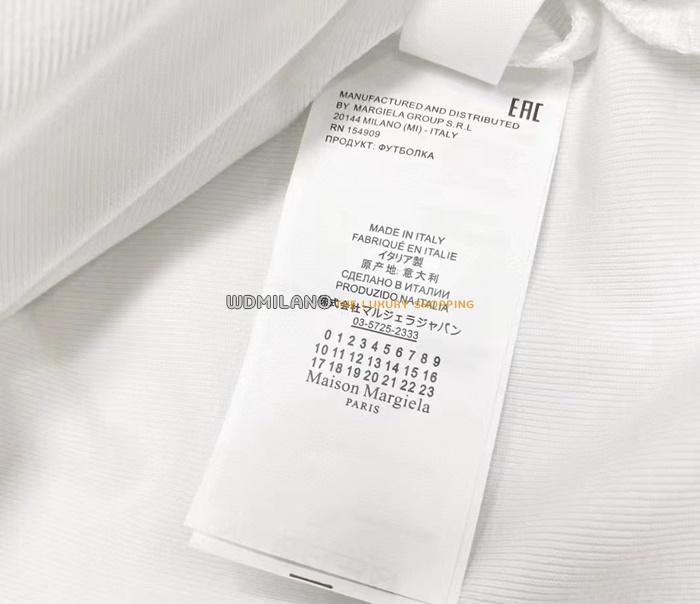 MANUFACTURED AND DISTRIBUTED
BY MARGIELA GROUP S.R.L
20144 MILANO (MI) - ITALY
RN 154909
ПРОДУКТ: ФУТБОЛКА
EAC
MADE IN ITALY
FABRIQUÉ EN ITALIE
イタリア製
原产地: 意大利
СДЕЛАНО В ИТАЛИИ
PRODUZIDO NA ITALIA
WDMILANO® THE LUXURY SHOPPING
式会社マルジェラジャパン
03-5725-2333
0 1 2 3 4 5 6 7 8 9
10 11 12 13 14 15 16
17 18 19 20 21 22 23
Maison Margiela
PARIS